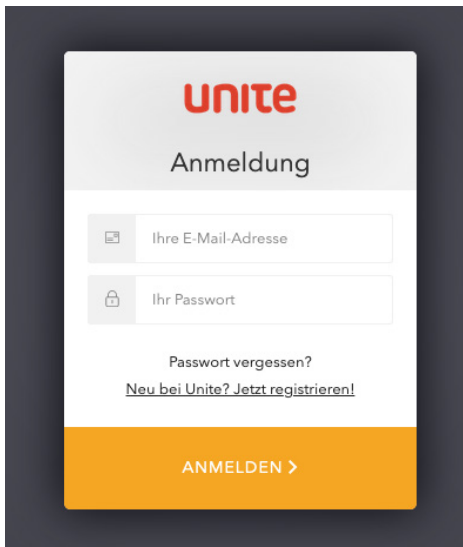 unite
Anmeldung
Ihre E-Mail-Adresse
Ihr Passwort
Passwort vergessen?
Neu bei Unite? Jetzt registrieren!
ANMELDEN >